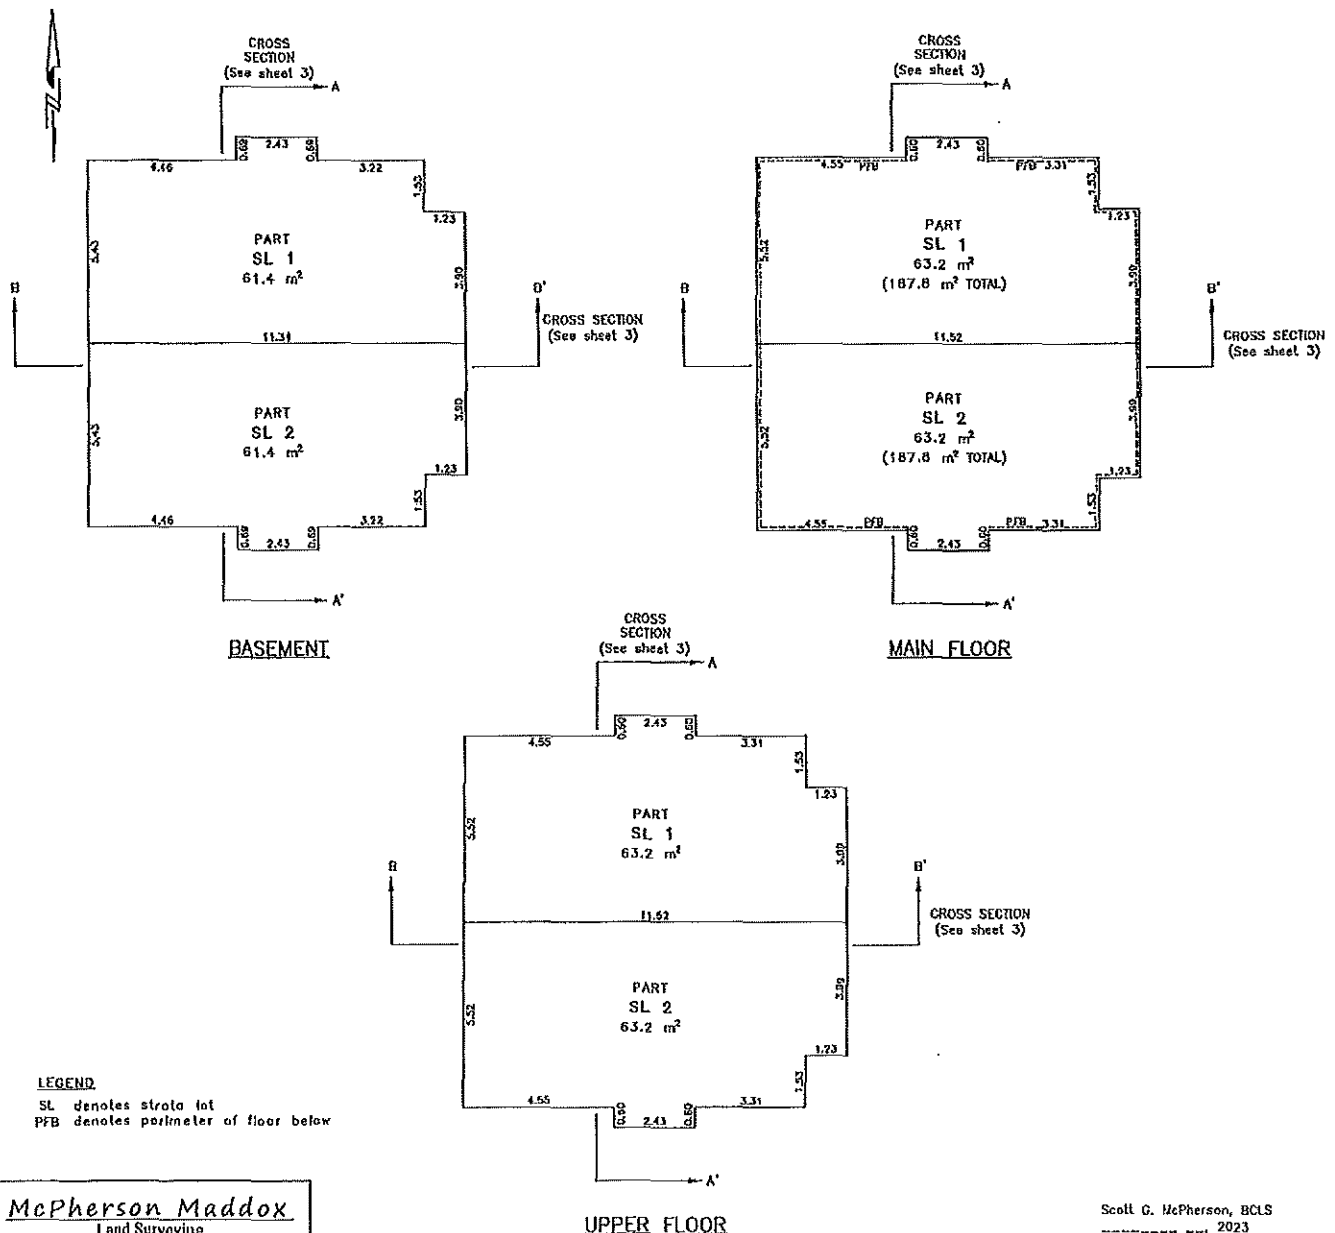 CROSS
SECTION
(See sheet 3)
A
4.46
0.69
2.43
0.69
3.22
1.53
1.23
5.43
PART
SL 1
61.4 m²
3.90
B
B'
CROSS SECTION
(See sheet 3)
11.31
PART
SL 2
61.4 m²
5.43
3.90
1.23
1.53
4.46
0.69
2.43
0.69
3.22
A'
BASEMENT
CROSS
SECTION
(See sheet 3)
A
4.55
PFB
0.60
2.43
0.60
PFB
3.31
1.53
1.23
5.52
PART
SL 1
63.2 m²
(187.8 m² TOTAL)
3.99
B
B'
CROSS SECTION
(See sheet 3)
11.52
PART
SL 2
63.2 m²
(187.8 m² TOTAL)
5.52
3.99
1.23
1.53
4.55
PFB
0.60
2.43
0.60
PFB
3.31
A'
MAIN FLOOR
CROSS
SECTION
(See sheet 3)
A
4.55
0.60
2.43
0.60
3.31
1.53
1.23
5.52
PART
SL 1
63.2 m²
3.99
B
B'
CROSS SECTION
(See sheet 3)
11.52
PART
SL 2
63.2 m²
5.52
3.99
1.23
1.53
4.55
0.60
2.43
0.60
3.31
A'
UPPER FLOOR
LEGEND
SL denotes strata lot
PFB denotes perimeter of floor below
McPherson Maddox
Land Surveying
Scott G. McPherson, BCLS
2023